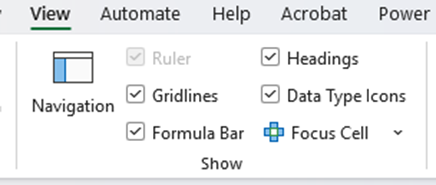 View Automate Help Acrobat Power
Navigation
Ruler
Gridlines
Formula Bar
Headings
Data Type Icons
Focus Cell
Show